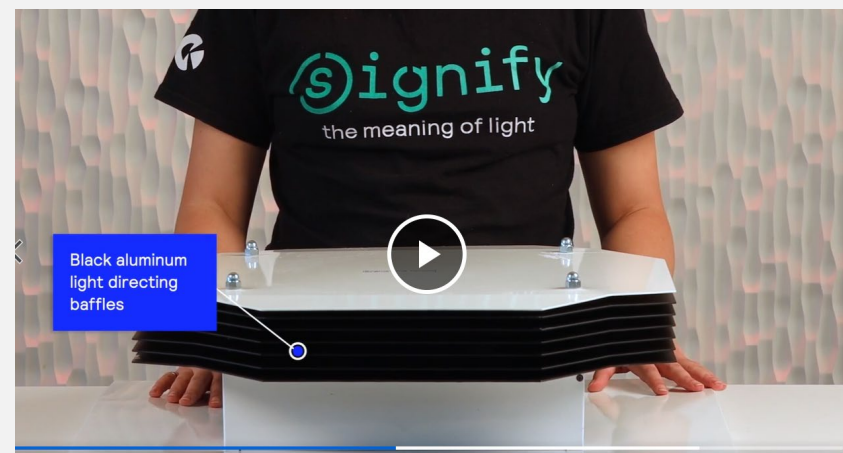 signify
the meaning of light
Black aluminum
light directing
baffles